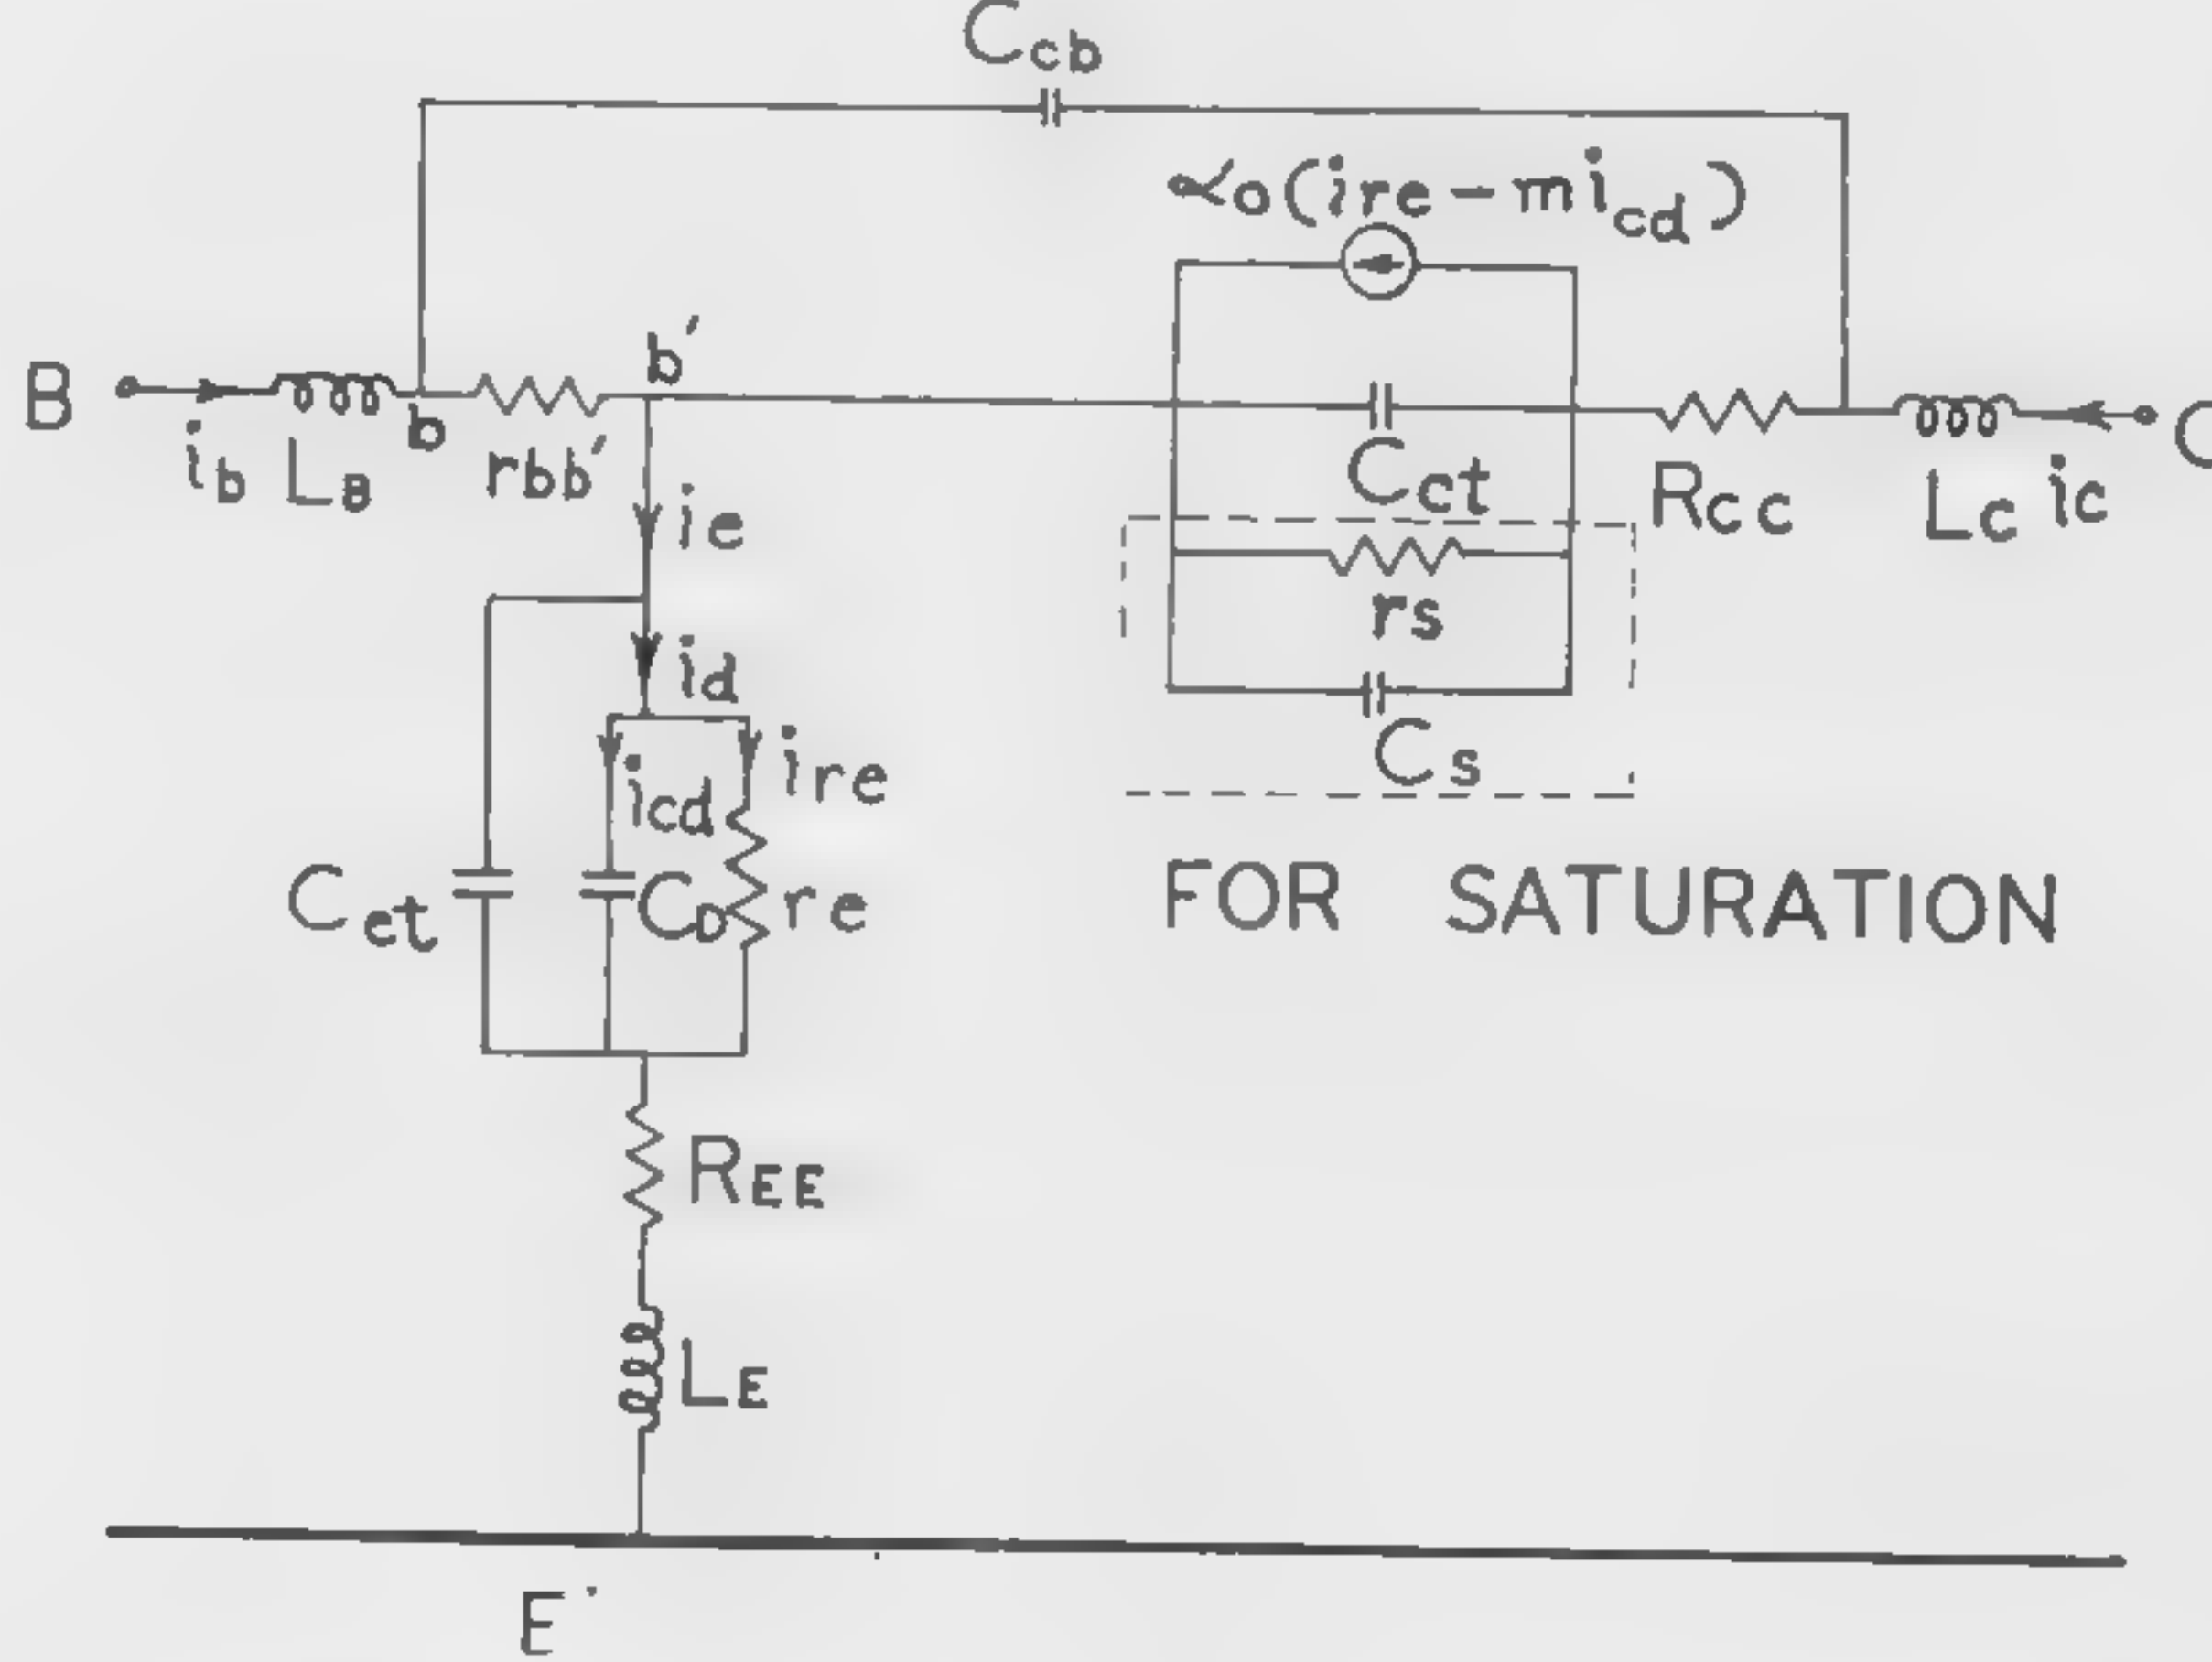 Ccb
αo(ire-micd)
B
b'
ib
LB
b
rbb'
Cct
Rcc
Lc
ic
C
ie
rs
id
Cs
icd
ire
Cet
CD
re
FOR SATURATION
REE
LE
E